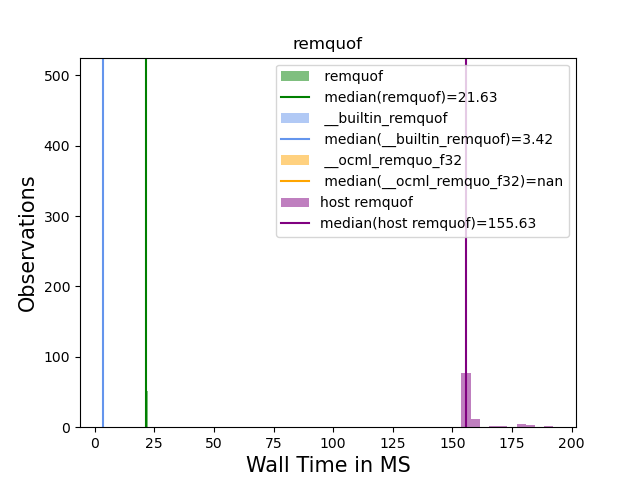 remquof
500
400
300
200
100
0
Observations
remquof
median(remquof)=21.63
__builtin_remquof
median(__builtin_remquof)=3.42
__ocml_remquo_f32
median(__ocml_remquo_f32)=nan
host remquof
median(host remquof)=155.63
0 25 50 75 100 125 150 175 200
Wall Time in MS